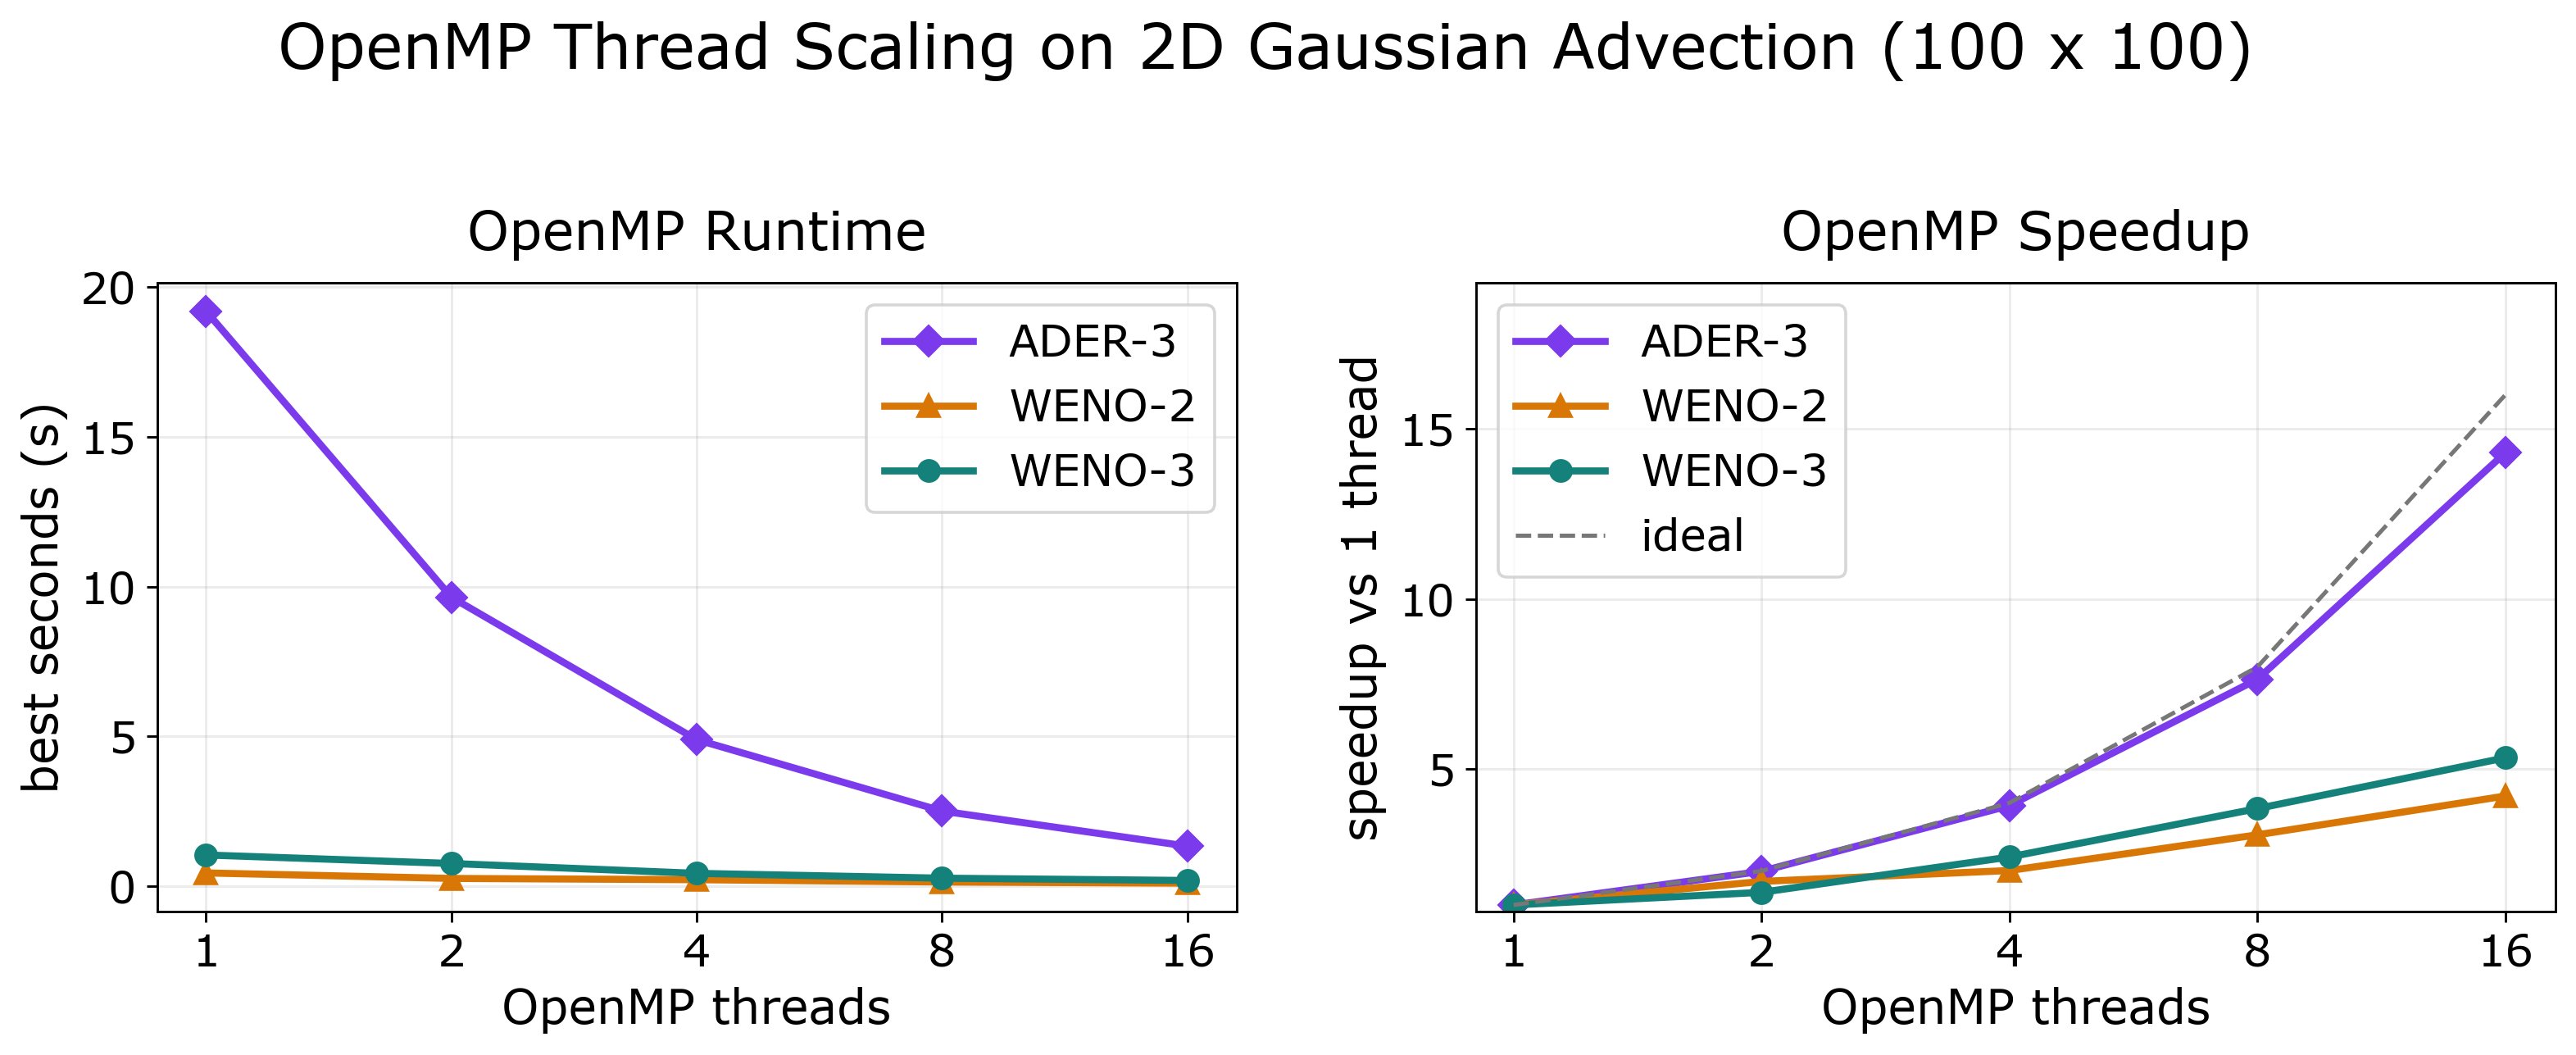 OpenMP Thread Scaling on 2D Gaussian Advection (100 x 100)
OpenMP Runtime
20
15
10
5
0
best seconds (s)
ADER-3
WENO-2
WENO-3
1 2 4 8 16
OpenMP threads
OpenMP Speedup
15
10
5
speedup vs 1 thread
ADER-3
WENO-2
WENO-3
ideal
1 2 4 8 16
OpenMP threads